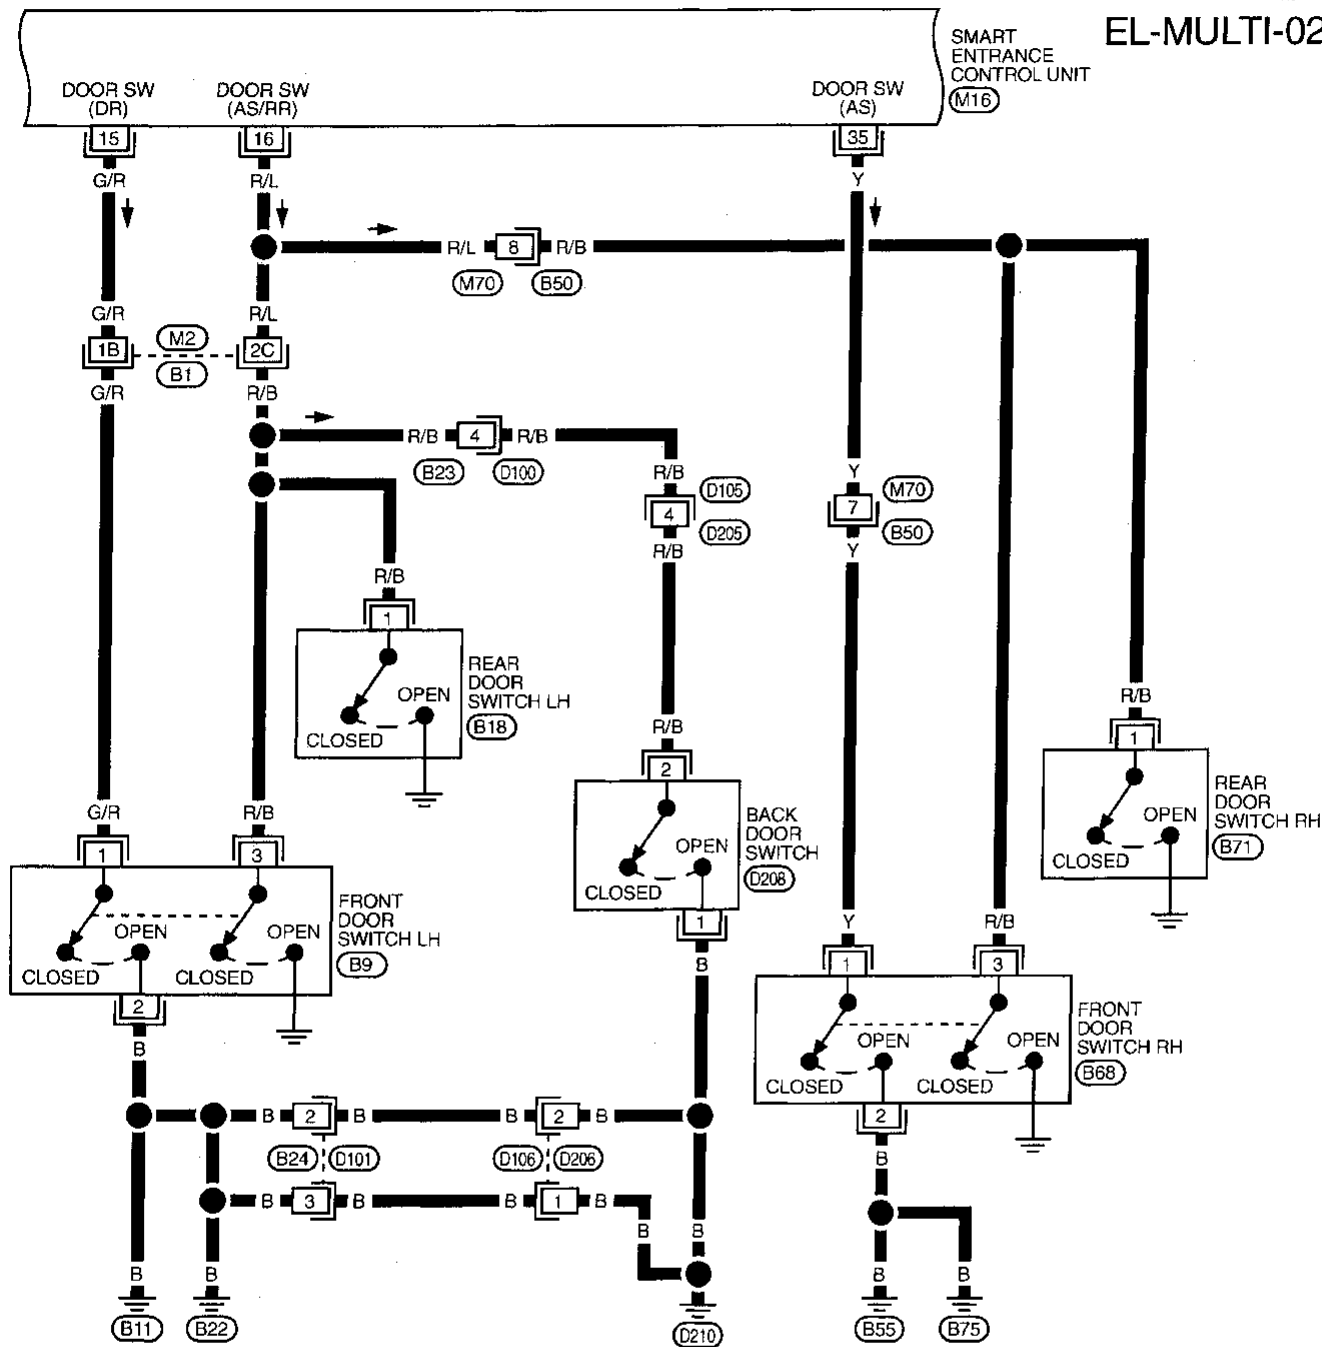 EL-MULTI-02
SMART
ENTRANCE
CONTROL UNIT
M16
DOOR SW
(DR)
DOOR SW
(AS/RR)
DOOR SW
(AS)
15
16
35
G/R
R/L
Y
R/L
8
R/B
M70
B50
G/R
R/L
1B
M2
B1
2C
G/R
R/B
R/B
4
R/B
B23
D100
R/B
D105
4
D205
R/B
Y
M70
7
B50
Y
R/B
1
REAR
DOOR
SWITCH LH
B18
OPEN
CLOSED
R/B
2
BACK
DOOR
SWITCH
D208
OPEN
CLOSED
1
B
R/B
1
REAR
DOOR
SWITCH RH
B71
OPEN
CLOSED
G/R
R/B
1
3
FRONT
DOOR
SWITCH LH
B9
OPEN
CLOSED
OPEN
CLOSED
2
B
Y
R/B
1
3
FRONT
DOOR
SWITCH RH
B68
OPEN
CLOSED
OPEN
CLOSED
2
B
B
2
B
B
2
B
B24
D101
D106
D206
B
3
B
B
1
B
B
B
B
B
B
B
B11
B22
D210
B55
B75